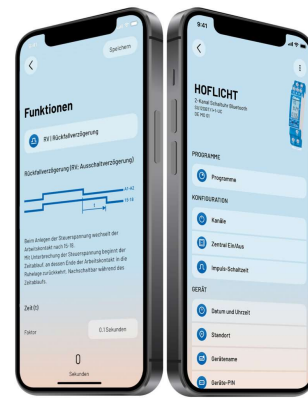 Speichern
Funktionen
RV | Rückfallverzögerung
Rückfallverzögerung (RV: Ausschaltverzögerung)
A1-A2
15-18
t
Beim Anlegen der Steuerspannung wechselt der
Arbeitskontakt nach 15-18.
Mit Unterbrechung der Steuerspannung beginnt der
Zeitablauf, an dessen Ende der Arbeitskontakt in die
Ruhelage zurückkehrt. Nachschaltbar während des
Zeitablaufs.
Zeit (t)
Faktor
0.1 Sekunden
0
Sekunden
9:41
HOFLICHT
2-Kanal Schaltuhr Bluetooth
Programme
PROGRAMME
KONFIGURATION
Kanäle
Zentral Ein/Aus
Impuls-Schaltzeit
GERÄT
Datum und Uhrzeit
Standort
Gerätename
Geräte-PIN